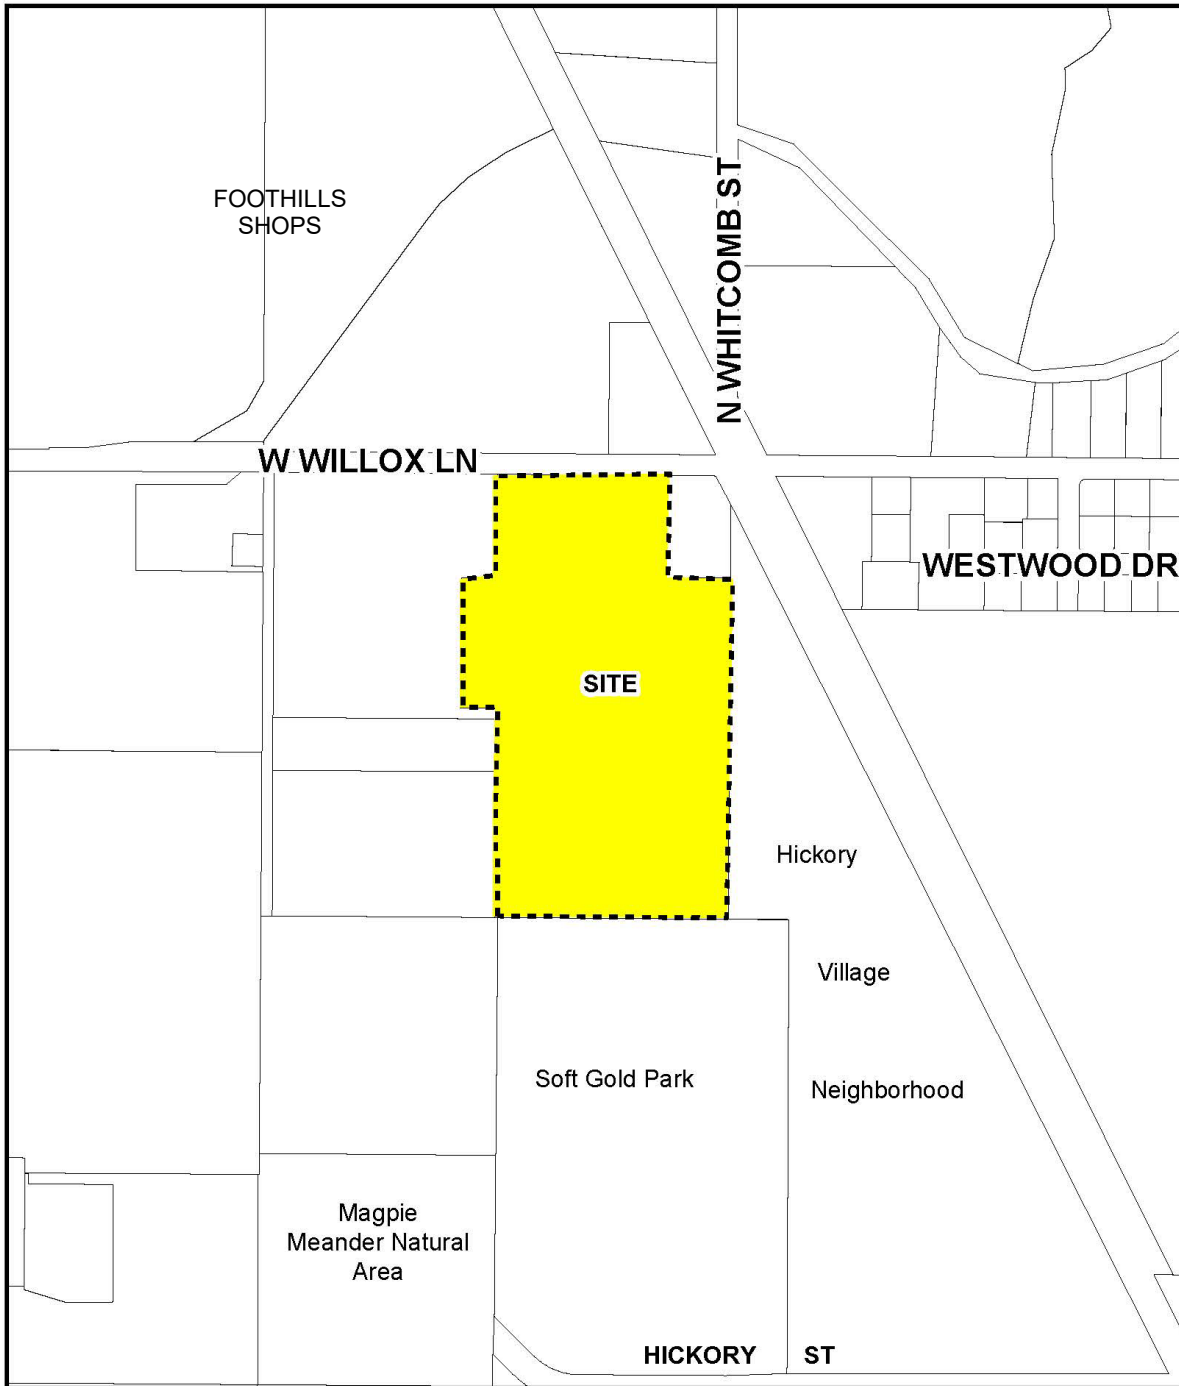 FOOTHILLS
SHOPS
N WHITCOMB ST
W WILLOX LN
WESTWOOD DR
SITE
Hickory
Village
Soft Gold Park
Neighborhood
Magpie
Meander Natural
Area
HICKORY ST